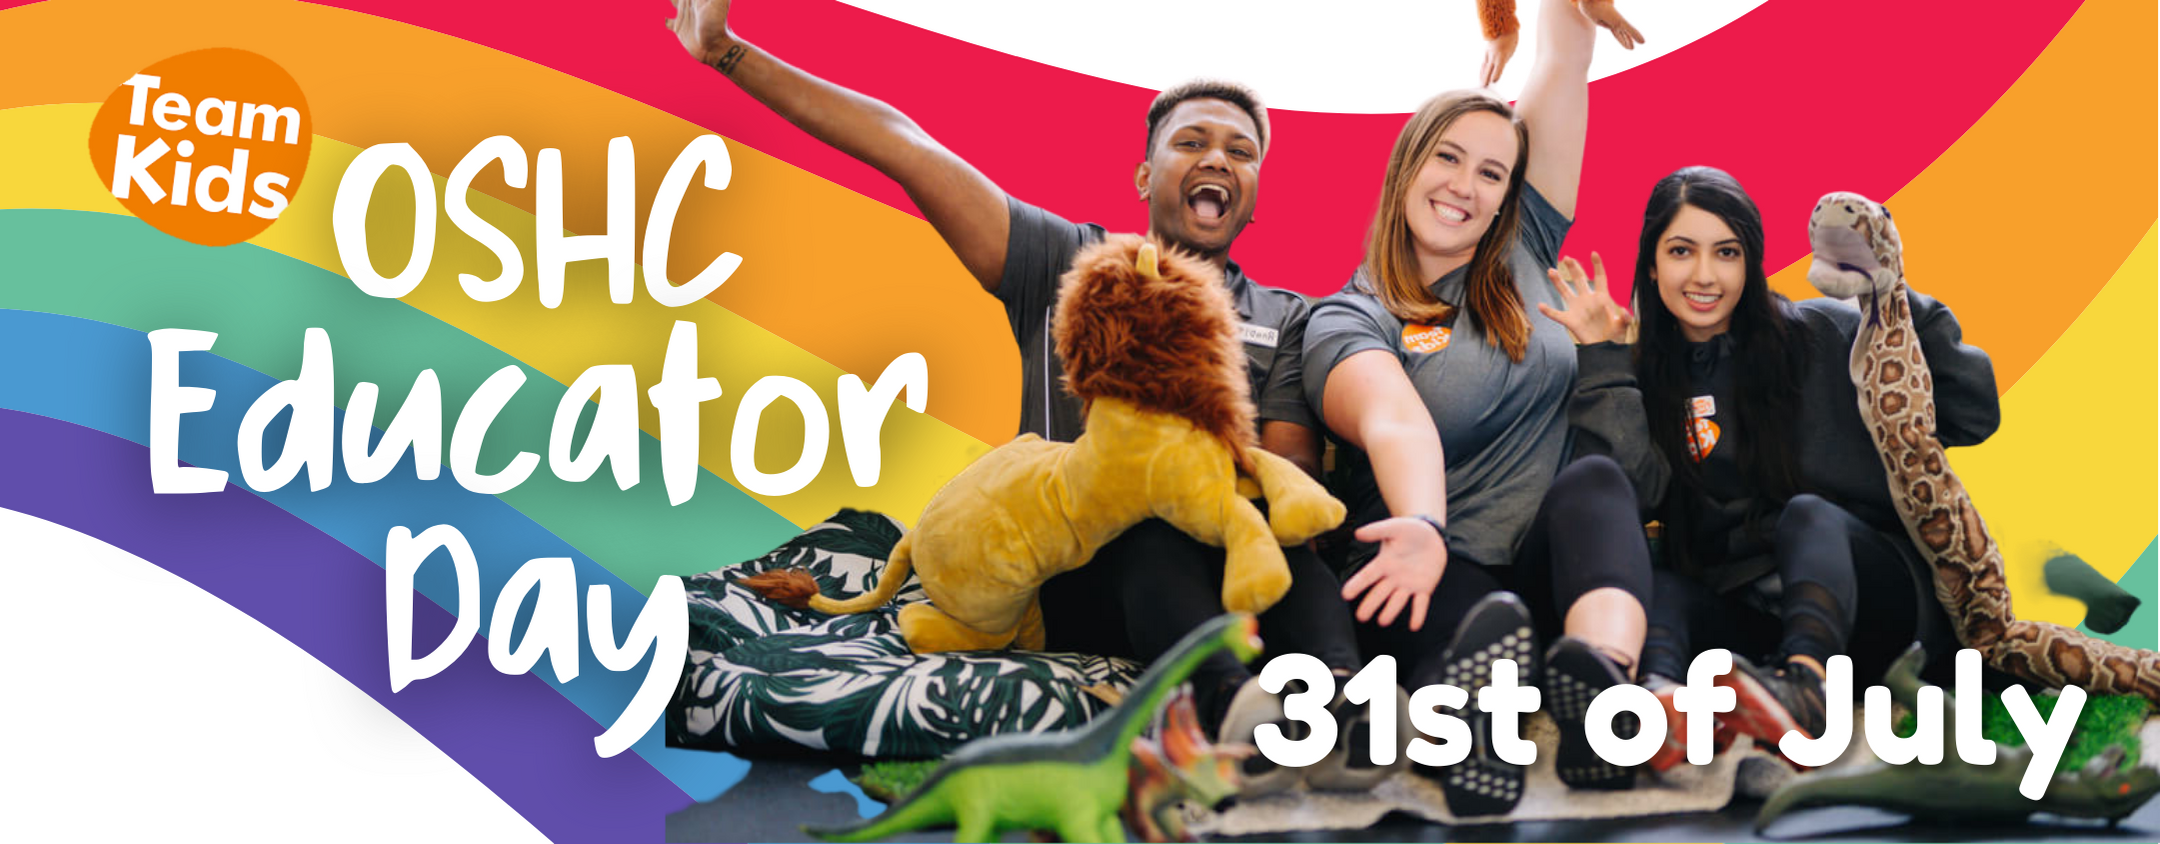 Team
Kids
OSHC
Educator
Day
31st of July